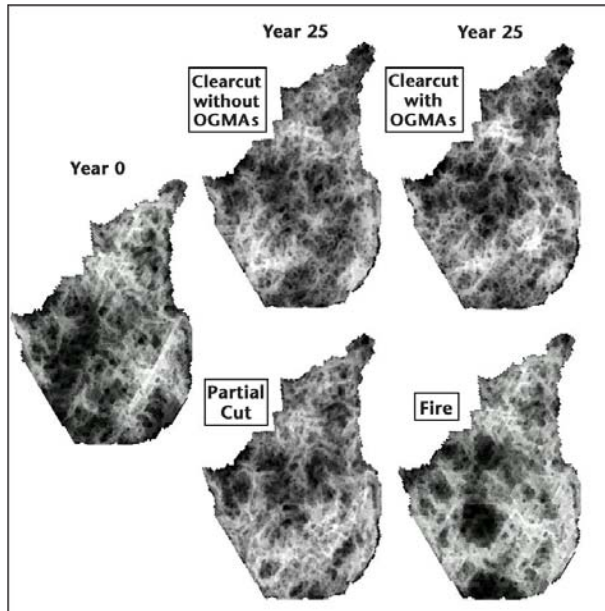 Year 25
Year 25
Clearcut
without
OGMAs
Clearcut
with
OGMAs
Year 0
Partial
Cut
Fire